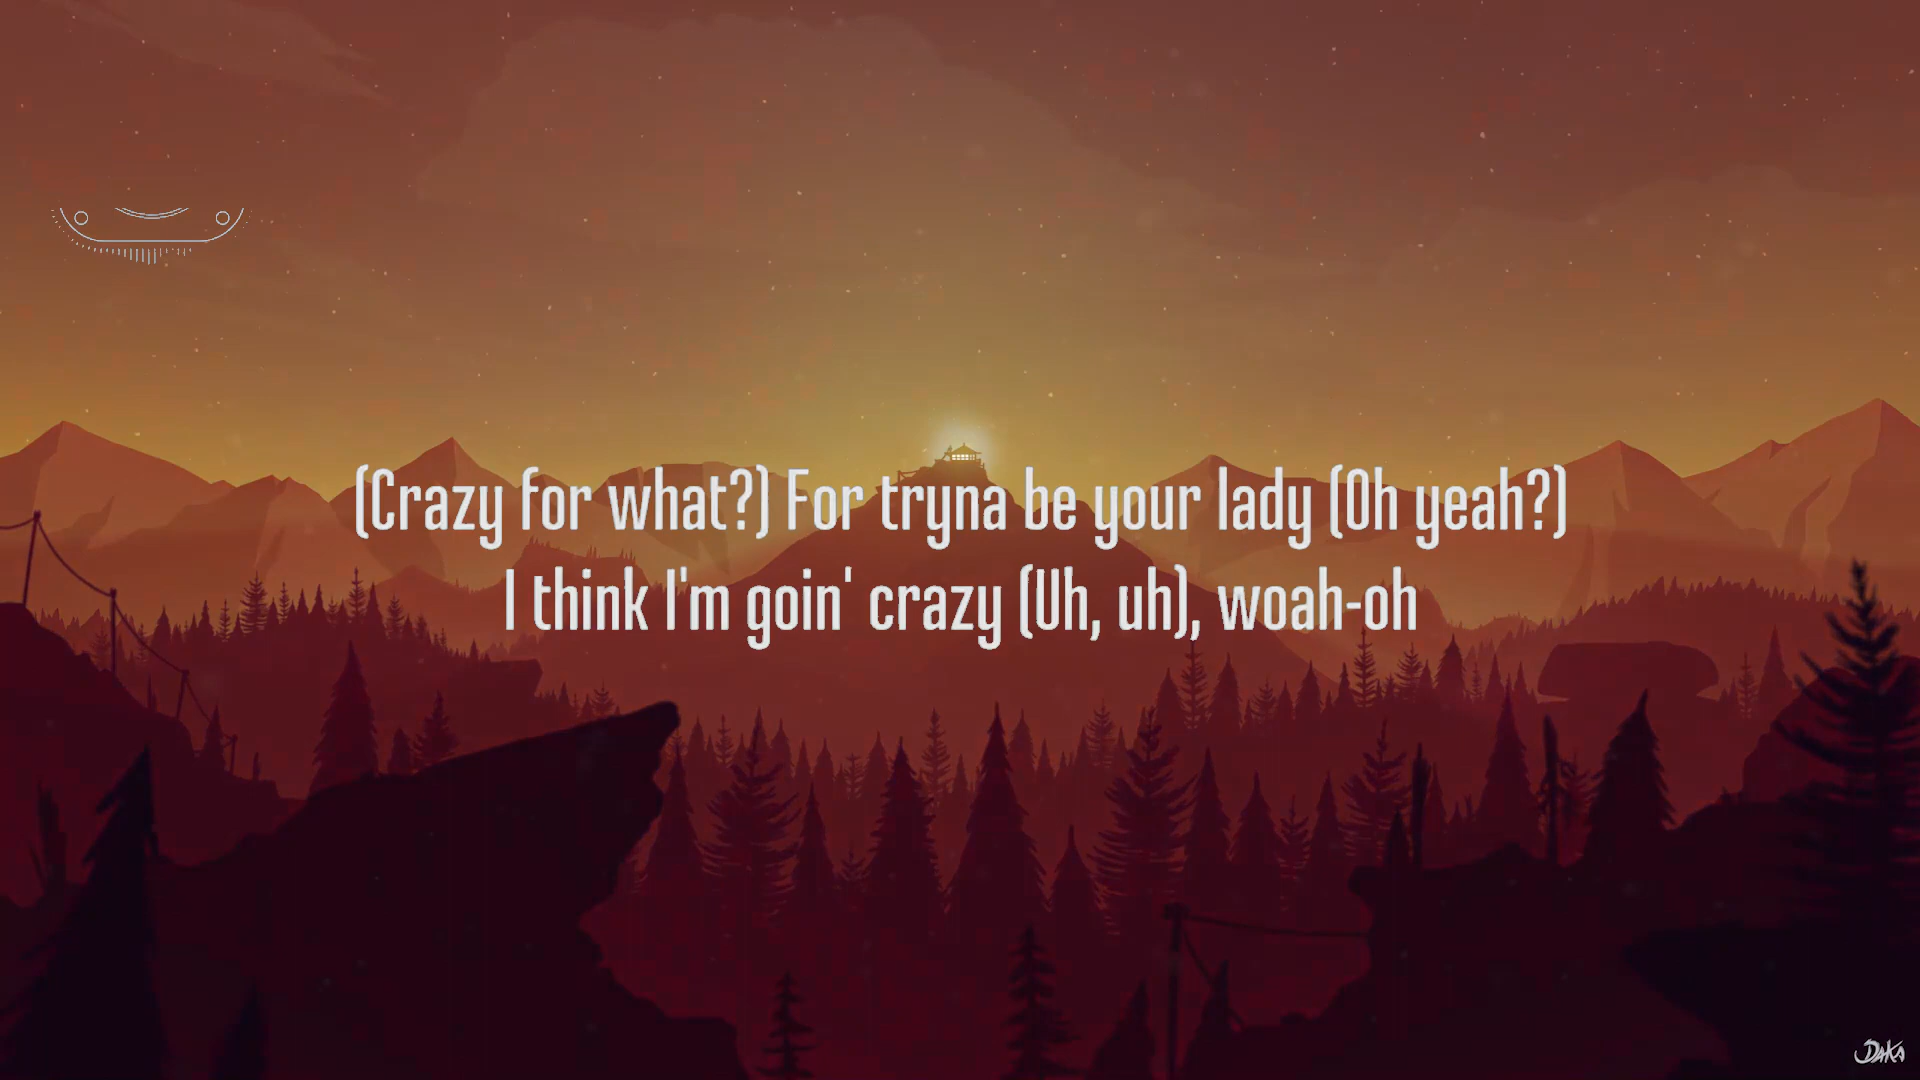 (Crazy for what?) For tryna be your lady (Oh yeah?)
I think I'm goin' crazy (Uh, uh), woah-oh
DAKA